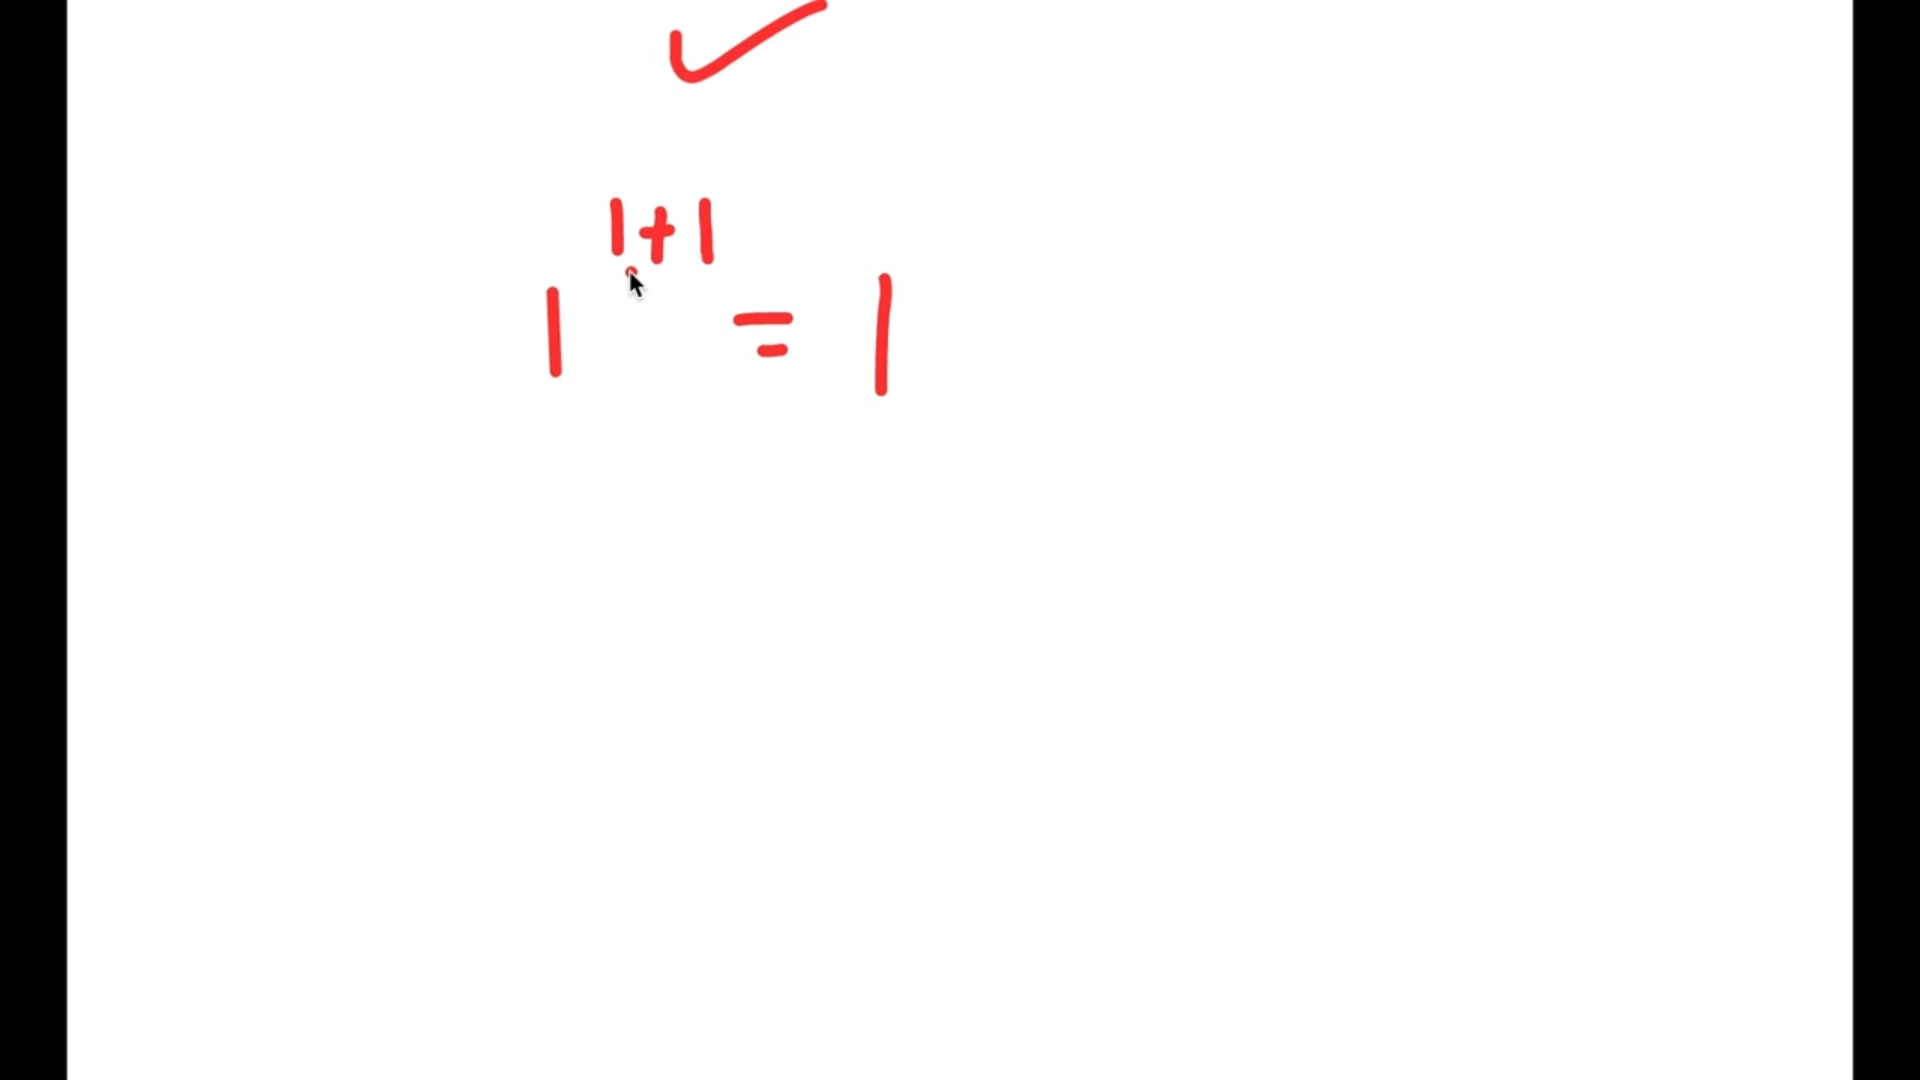 1^{1+1} = 1